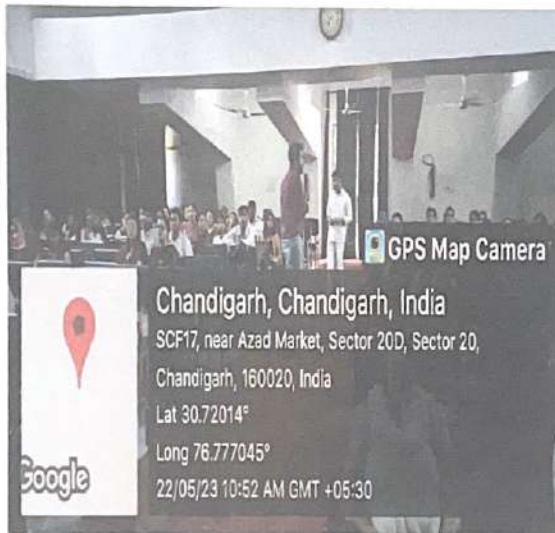 GPS Map Camera
Chandigarh, Chandigarh, India
SCF17, near Azad Market, Sector 20D, Sector 20,
Chandigarh, 160020, India
Lat 30.72014°
Long 76.777045°
22/05/23 10:52 AM GMT +05:30
Google